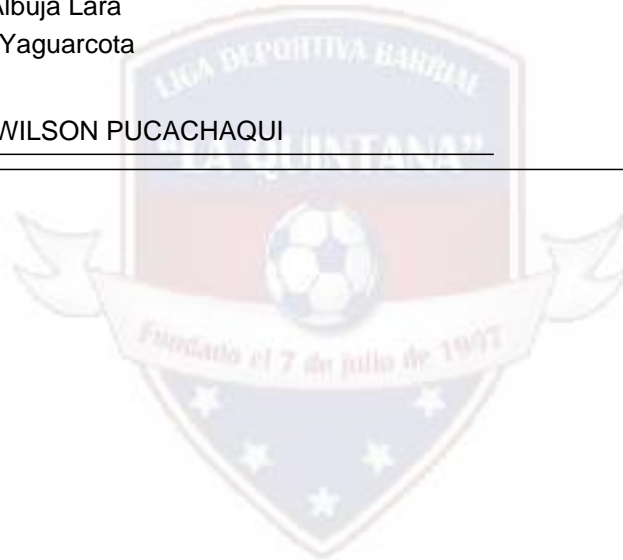 Albuja Lara
Yaguarcota
LIGA DEPORTIVA BARRIAL
WILSON PUCACHAQUI
"LA QUINTANA"
Fundado el 7 de julio de